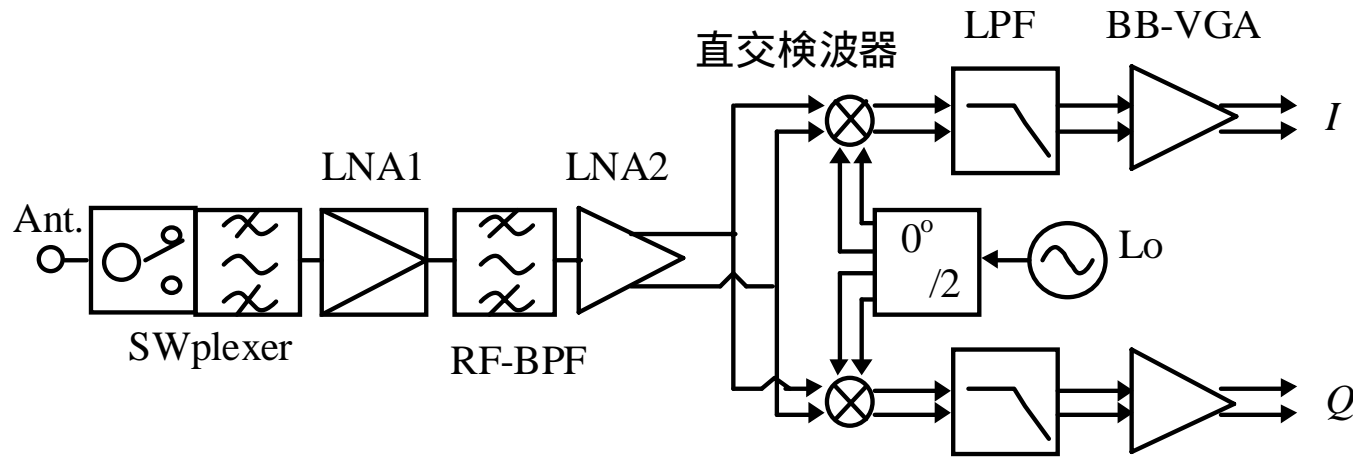 直交検波器
LPF
BB-VGA
I
LNA1
LNA2
Ant.
0°
/2
Lo
SWplexer
RF-BPF
Q